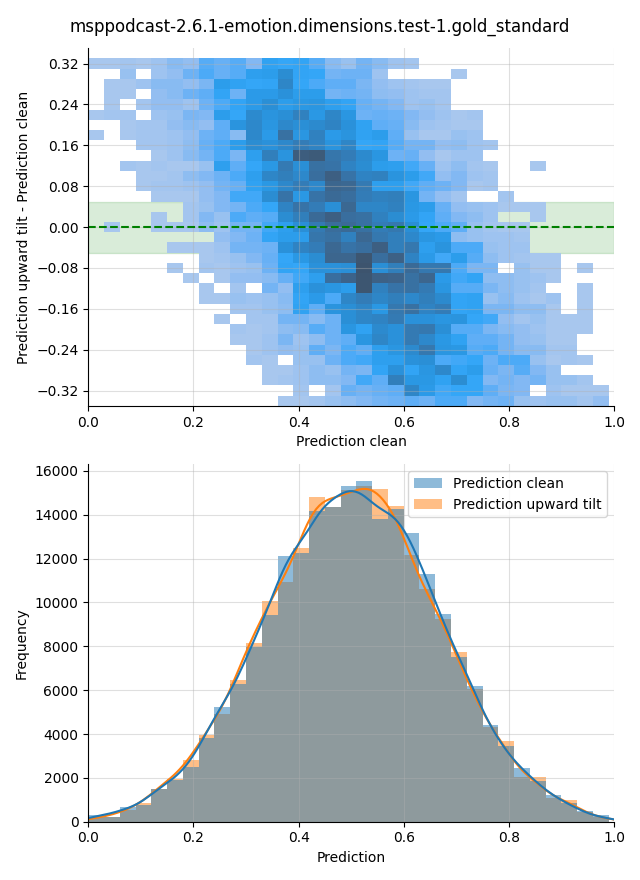 msppodcast-2.6.1-emotion.dimensions.test-1.gold_standard
Prediction upward tilt - Prediction clean
0.32
0.24
0.16
0.08
0.00
−0.08
−0.16
−0.24
−0.32
0.0 0.2 0.4 0.6 0.8 1.0
Prediction clean
Frequency
16000
14000
12000
10000
8000
6000
4000
2000
0
Prediction clean
Prediction upward tilt
0.0 0.2 0.4 0.6 0.8 1.0
Prediction